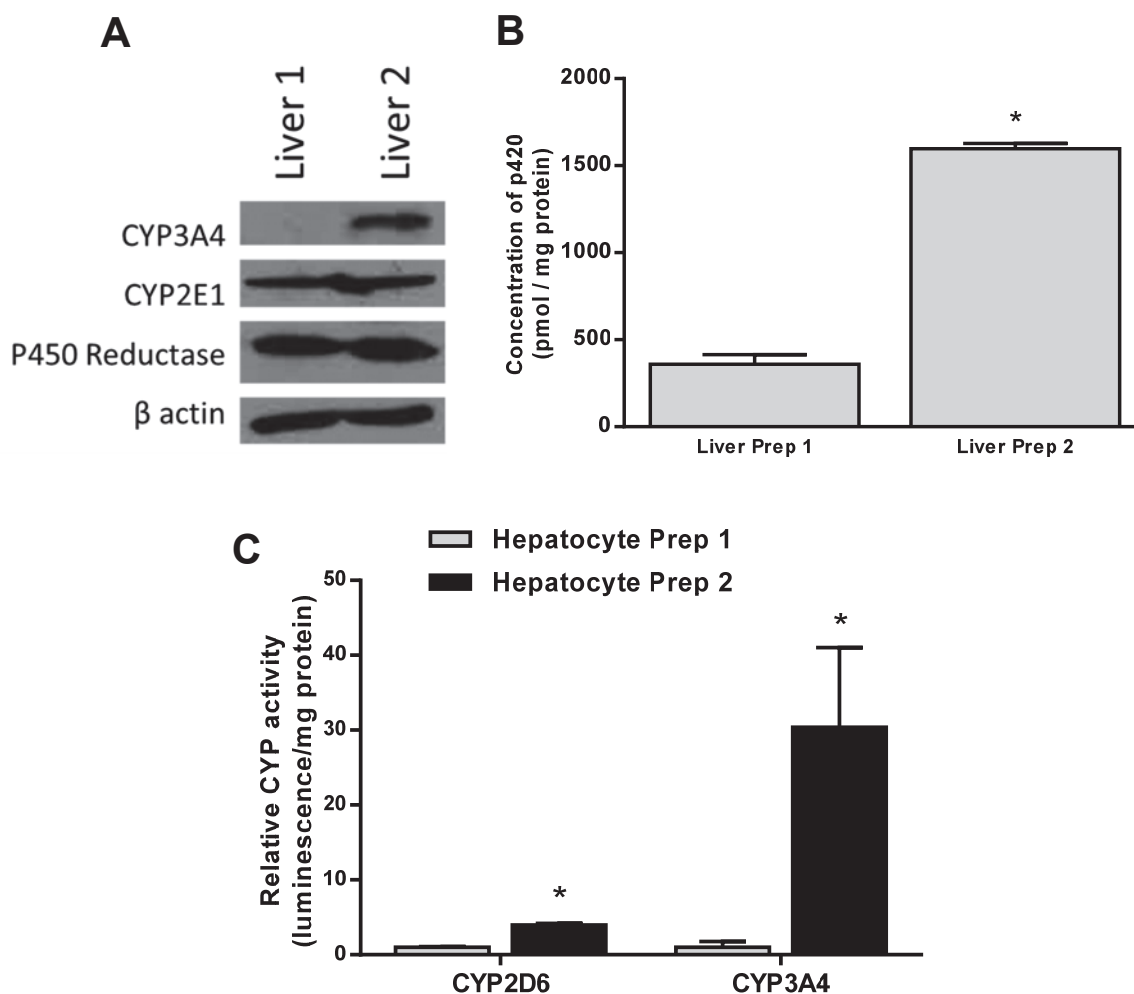 A
Liver 1
Liver 2
CYP3A4
CYP2E1
P450 Reductase
β actin
B
Concentration of p420
(pmol / mg protein)
2000
1500
1000
500
0
*
Liver Prep 1
Liver Prep 2
C
Hepatocyte Prep 1
Hepatocyte Prep 2
Relative CYP activity
(luminescence/mg protein)
50
40
30
20
10
0
*
*
CYP2D6
CYP3A4